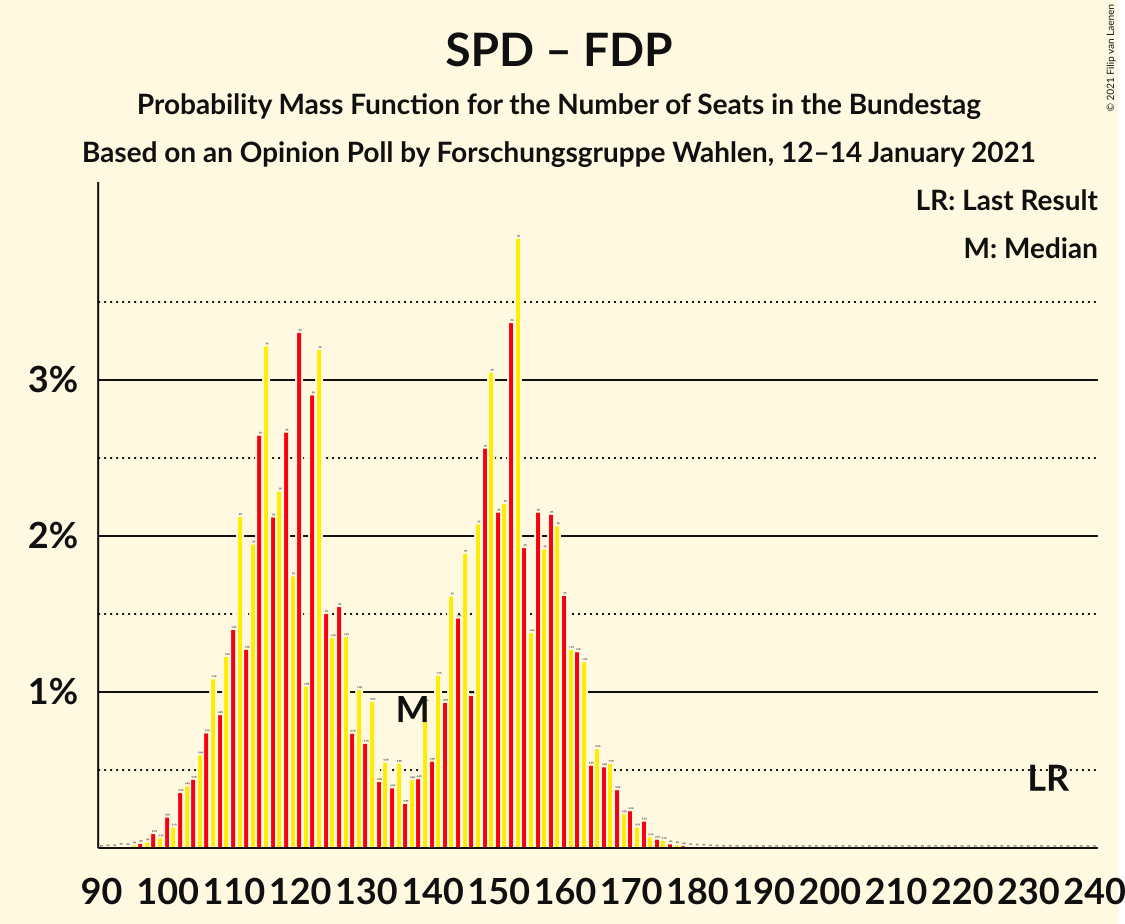 SPD – FDP
Probability Mass Function for the Number of Seats in the Bundestag
Based on an Opinion Poll by Forschungsgruppe Wahlen, 12–14 January 2021
© 2021 Filip van Laenen
LR: Last Result
M: Median
3%
2%
1%
M
LR
90 100 110 120 130 140 150 160 170 180 190 200 210 220 230 240